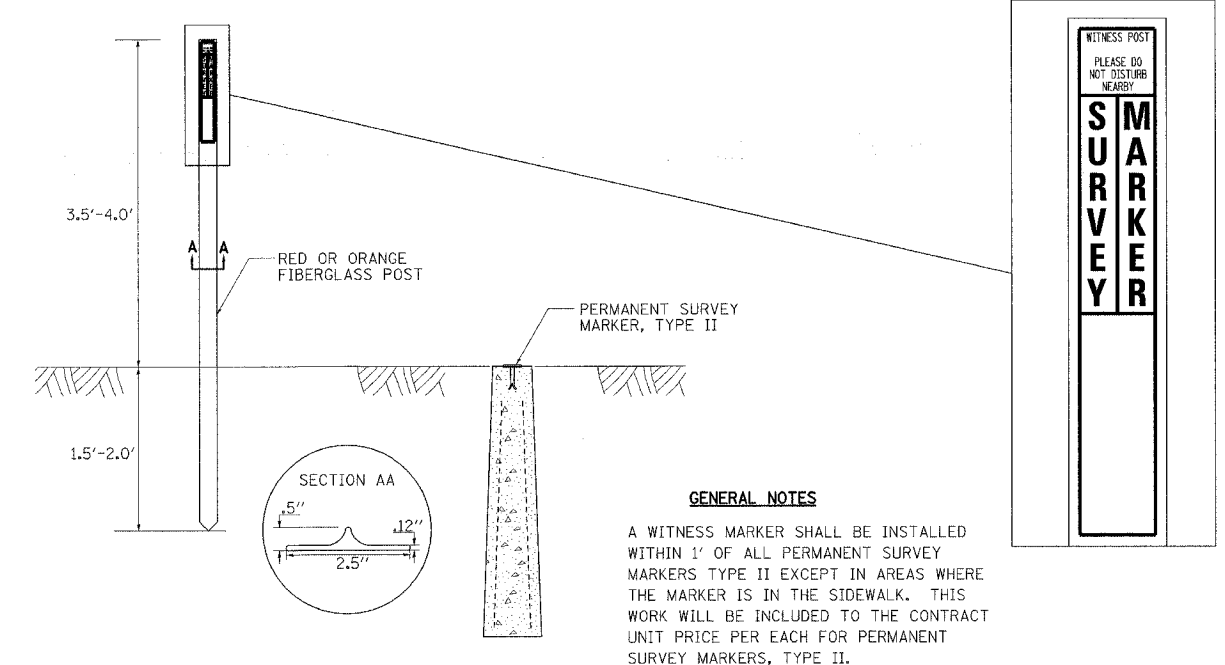 3.5'-4.0'
A A
RED OR ORANGE
FIBERGLASS POST
PERMANENT SURVEY
MARKER, TYPE II
1.5'-2.0'
SECTION AA
.5"
.12"
2.5"
WITNESS POST
PLEASE DO
NOT DISTURB
NEARBY
SURVEY
MARKER
GENERAL NOTES
A WITNESS MARKER SHALL BE INSTALLED
WITHIN 1' OF ALL PERMANENT SURVEY
MARKERS TYPE II EXCEPT IN AREAS WHERE
THE MARKER IS IN THE SIDEWALK. THIS
WORK WILL BE INCLUDED TO THE CONTRACT
UNIT PRICE PER EACH FOR PERMANENT
SURVEY MARKERS, TYPE II.